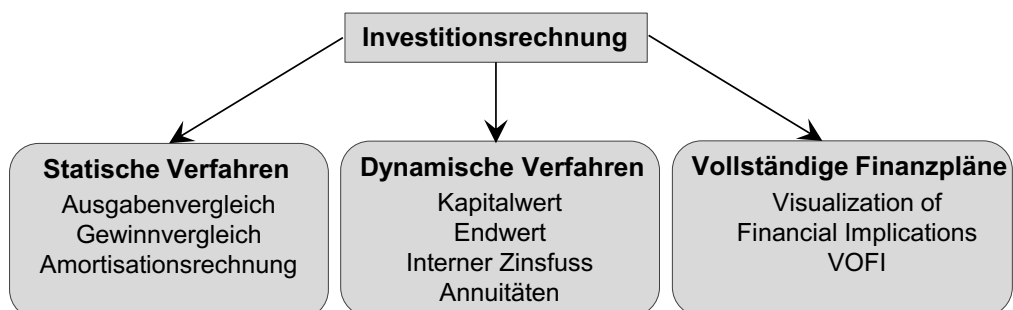 Investitionsrechnung
Statische Verfahren
Ausgabenvergleich
Gewinnvergleich
Amortisationsrechnung
Dynamische Verfahren
Kapitalwert
Endwert
Interner Zinsfuss
Annuitäten
Vollständige Finanzpläne
Visualization of
Financial Implications
VOFI